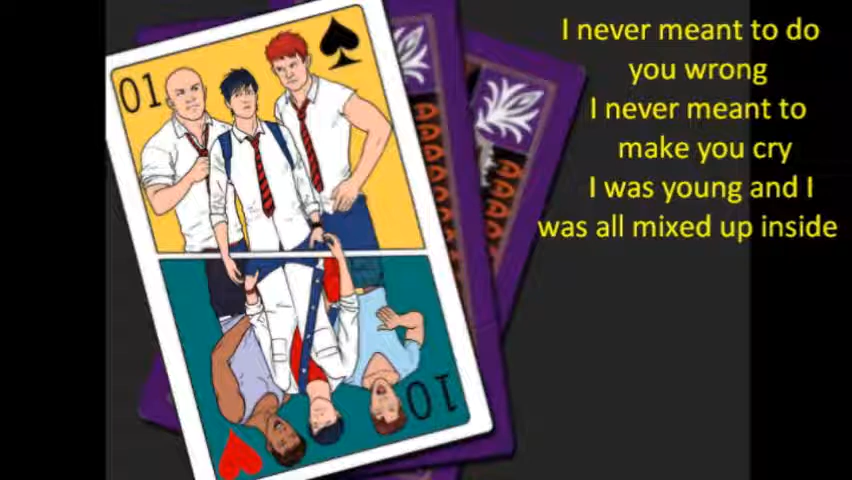 01
I never meant to do
you wrong
I never meant to
make you cry
I was young and I
was all mixed up inside
10